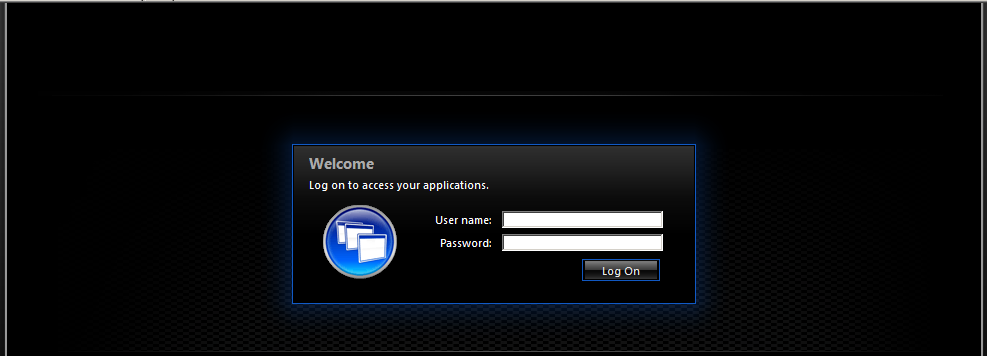 Welcome
Log on to access your applications.
User name:
Password:
Log On